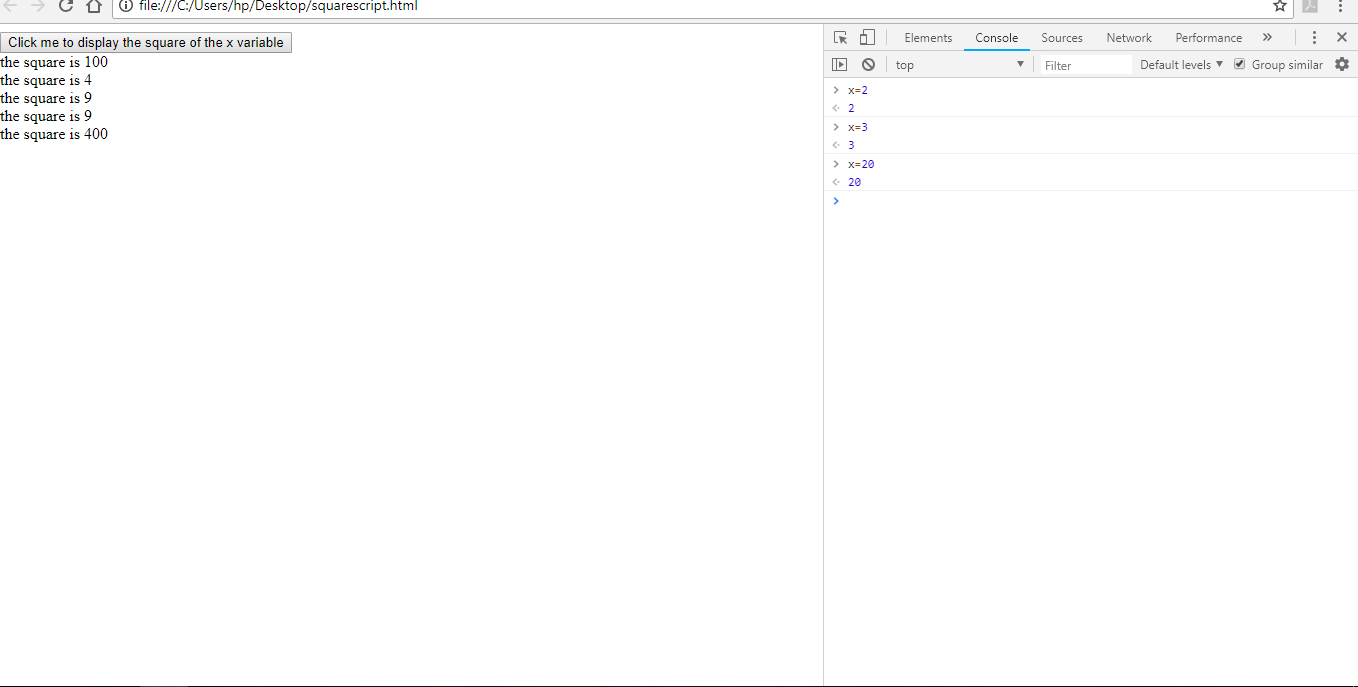 file:///C:/Users/hp/Desktop/squarescript.html
Click me to display the square of the x variable
the square is 100
the square is 4
the square is 9
the square is 9
the square is 400
Elements Console Sources Network Performance »
top Filter Default levels Group similar
> x=2
2
> x=3
3
> x=20
20
>